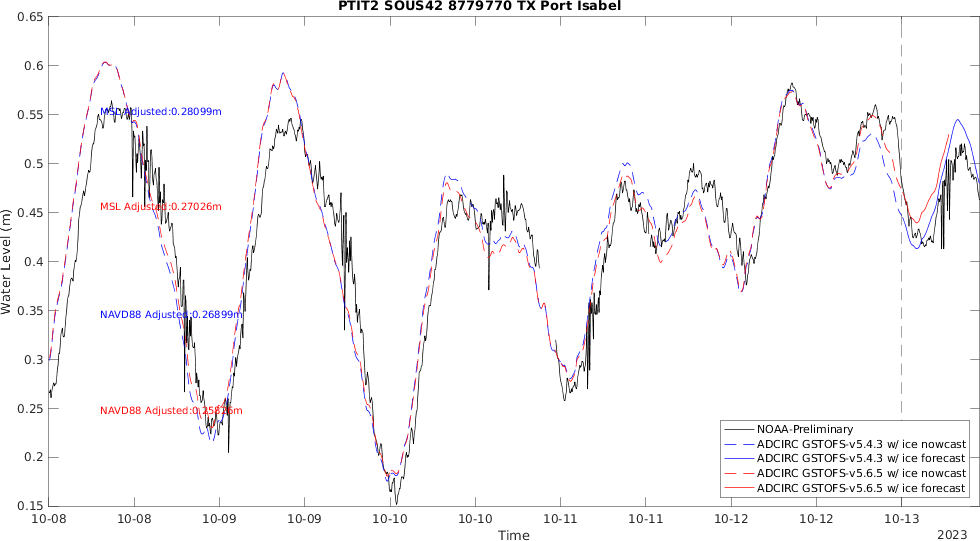 PTIT2 SOUS42 8779770 TX Port Isabel
Water Level (m)
0.65
0.6
0.55
0.5
0.45
0.4
0.35
0.3
0.25
0.2
0.15
MSL Adjusted:0.28099m
MSL Adjusted:0.27026m
NAVD88 Adjusted:0.26899m
NAVD88 Adjusted:
NOAA-Preliminary
ADCIRC GSTOFS-v5.4.3 w/ ice nowcast
ADCIRC GSTOFS-v5.4.3 w/ ice forecast
ADCIRC GSTOFS-v5.6.5 w/ ice nowcast
ADCIRC GSTOFS-v5.6.5 w/ ice forecast
10-08 10-08 10-09 10-09 10-10 10-10 10-11 10-11 10-12 10-12 10-13
Time
2023